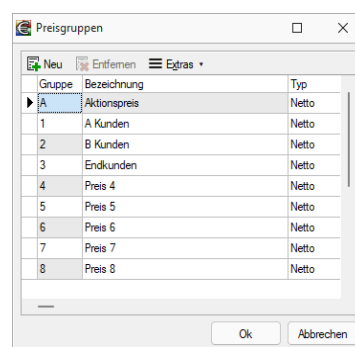 Preisgruppen
Neu Entfernen Extras
Gruppe Bezeichnung Typ
A Aktionspreis Netto
1 A Kunden Netto
2 B Kunden Netto
3 Endkunden Netto
4 Preis 4 Netto
5 Preis 5 Netto
6 Preis 6 Netto
7 Preis 7 Netto
8 Preis 8 Netto
Ok Abbrechen